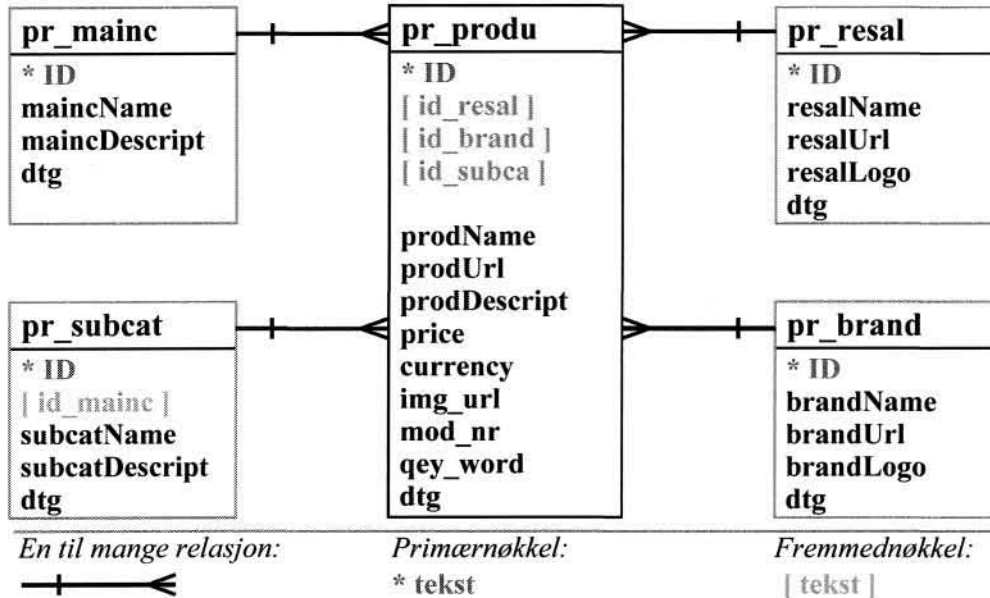 pr_mainc
* ID
maincName
maincDescript
dtg
pr_subcat
* ID
[ id_mainc ]
subcatName
subcatDescript
dtg
pr_produ
* ID
[ id_resal ]
[ id_brand ]
[ id_subca ]
prodName
prodUrl
prodDescript
price
currency
img_url
mod_nr
qey_word
dtg
pr_resal
* ID
resalName
resalUrl
resalLogo
dtg
pr_brand
* ID
brandName
brandUrl
brandLogo
dtg
En til mange relasjon:
Primærnøkkel:
* tekst
Fremmednøkkel:
[ tekst ]